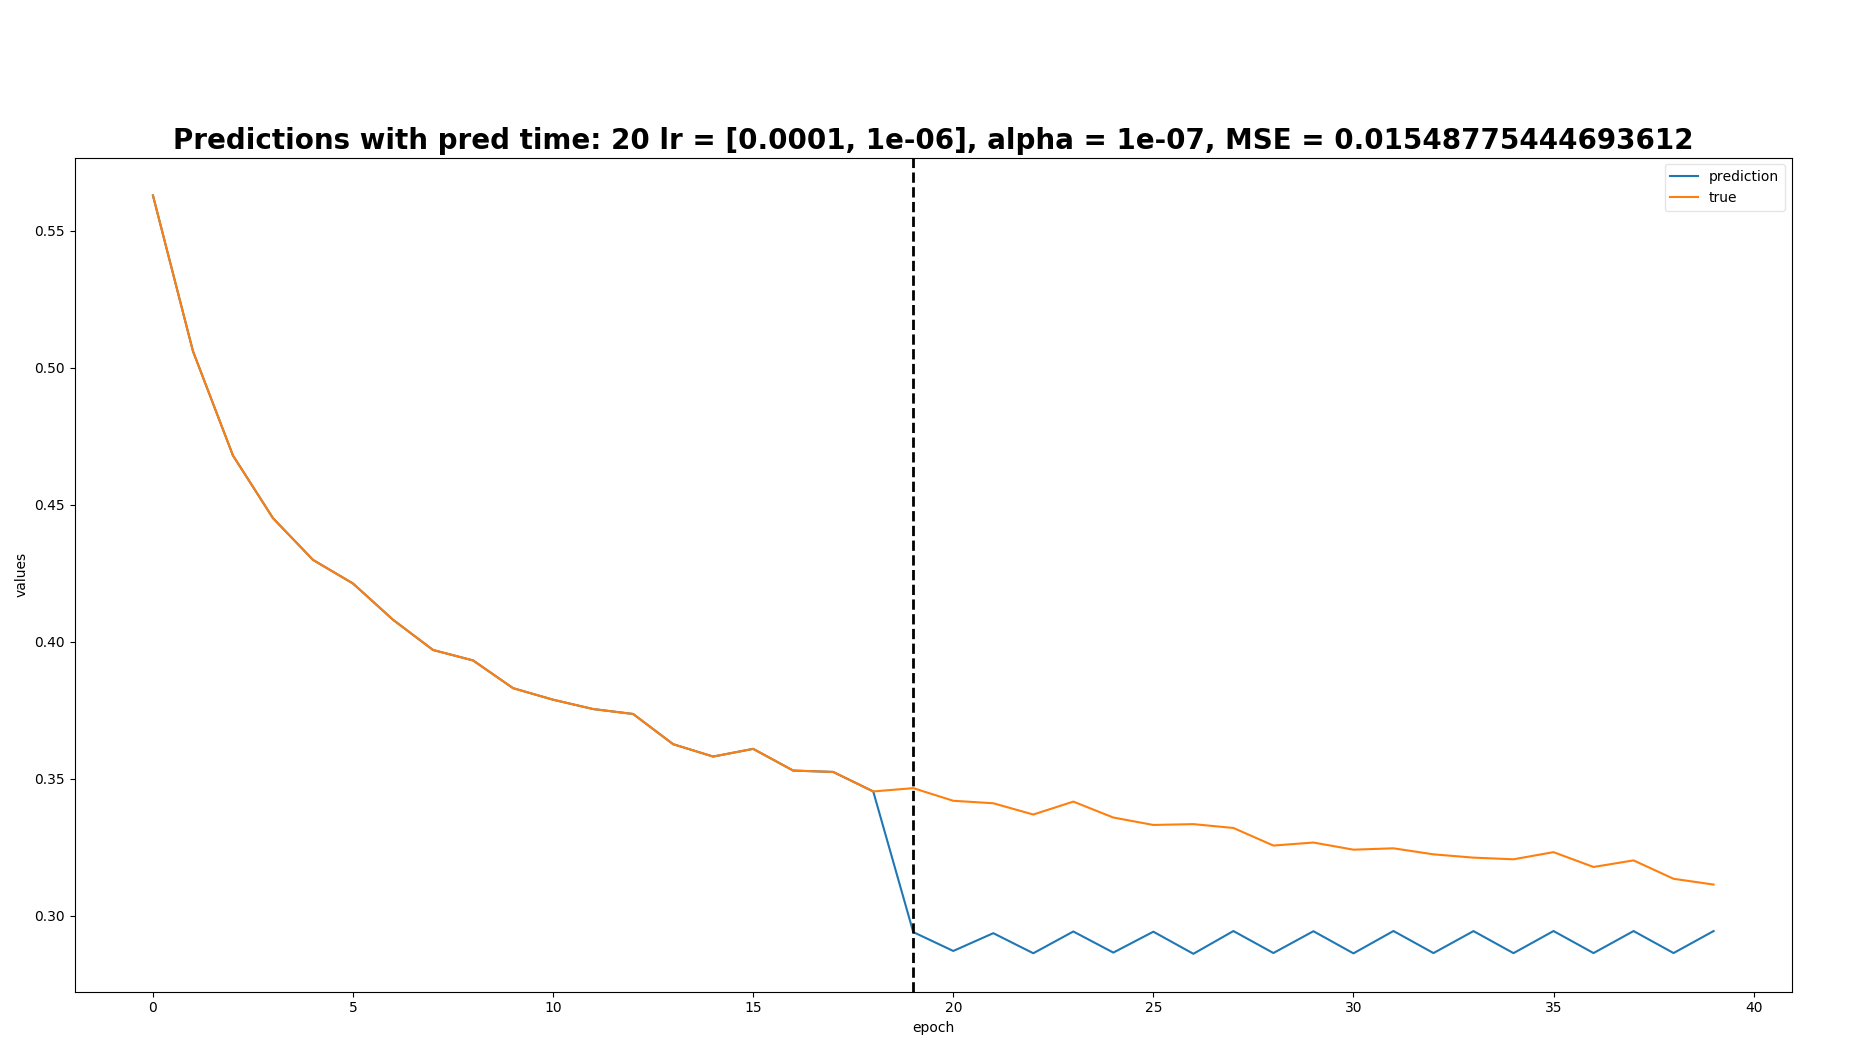 Predictions with pred time: 20 lr = [0.0001, 1e-06], alpha = 1e-07, MSE = 0.01548775444693612
prediction
true
0.55
0.50
0.45
0.40
0.35
0.30
values
0 5 10 15 20 25 30 35 40
epoch